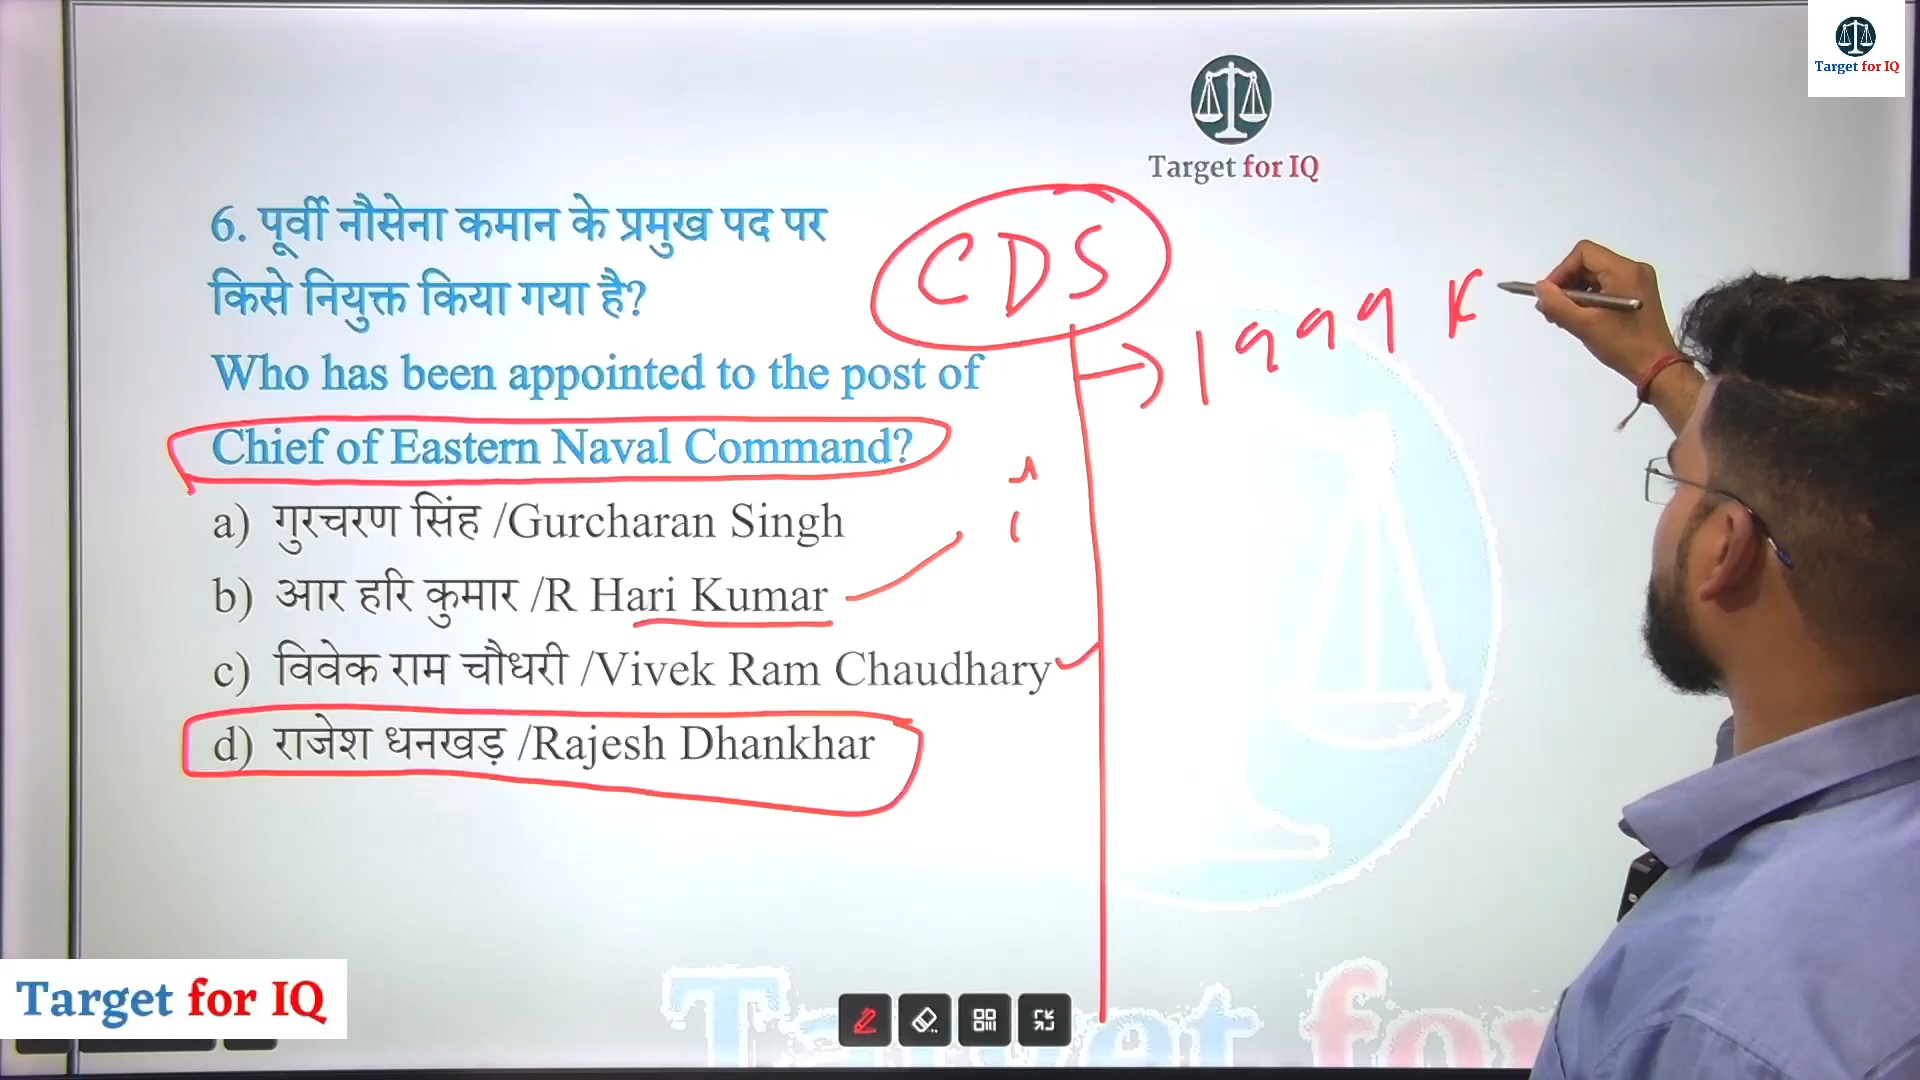 Target for IQ
Target for IQ
6. पूर्वी नौसेना कमान के प्रमुख पद पर
किसे नियुक्त किया गया है?
Who has been appointed to the post of
Chief of Eastern Naval Command?
a) गुरचरण सिंह /Gurcharan Singh
b) आर हरि कुमार /R Hari Kumar
c) विवेक राम चौधरी /Vivek Ram Chaudhary
d) राजेश धनखड़ /Rajesh Dhankhar
CDS
1999 K
Target for IQ